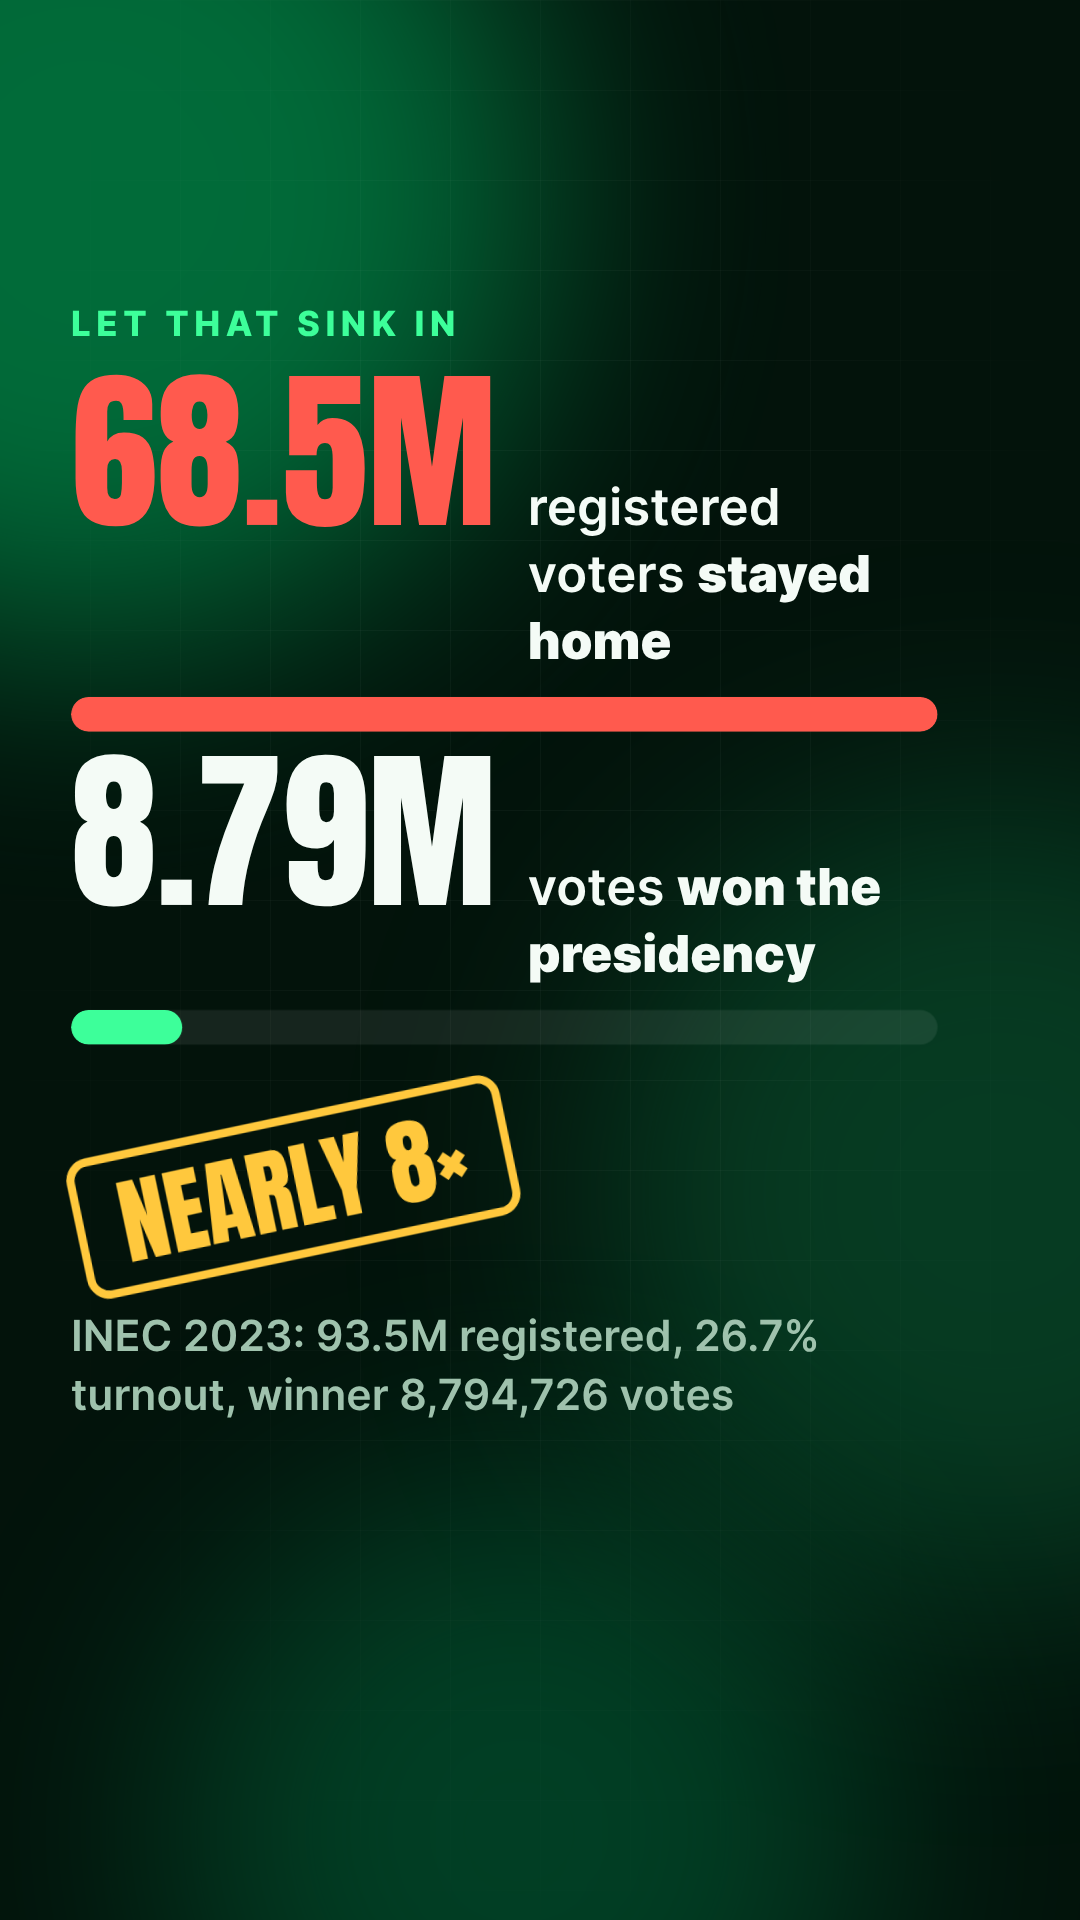 LET THAT SINK IN
68.5M registered
voters stayed
home
8.79M votes won the
presidency
NEARLY 8×
INEC 2023: 93.5M registered, 26.7%
turnout, winner 8,794,726 votes